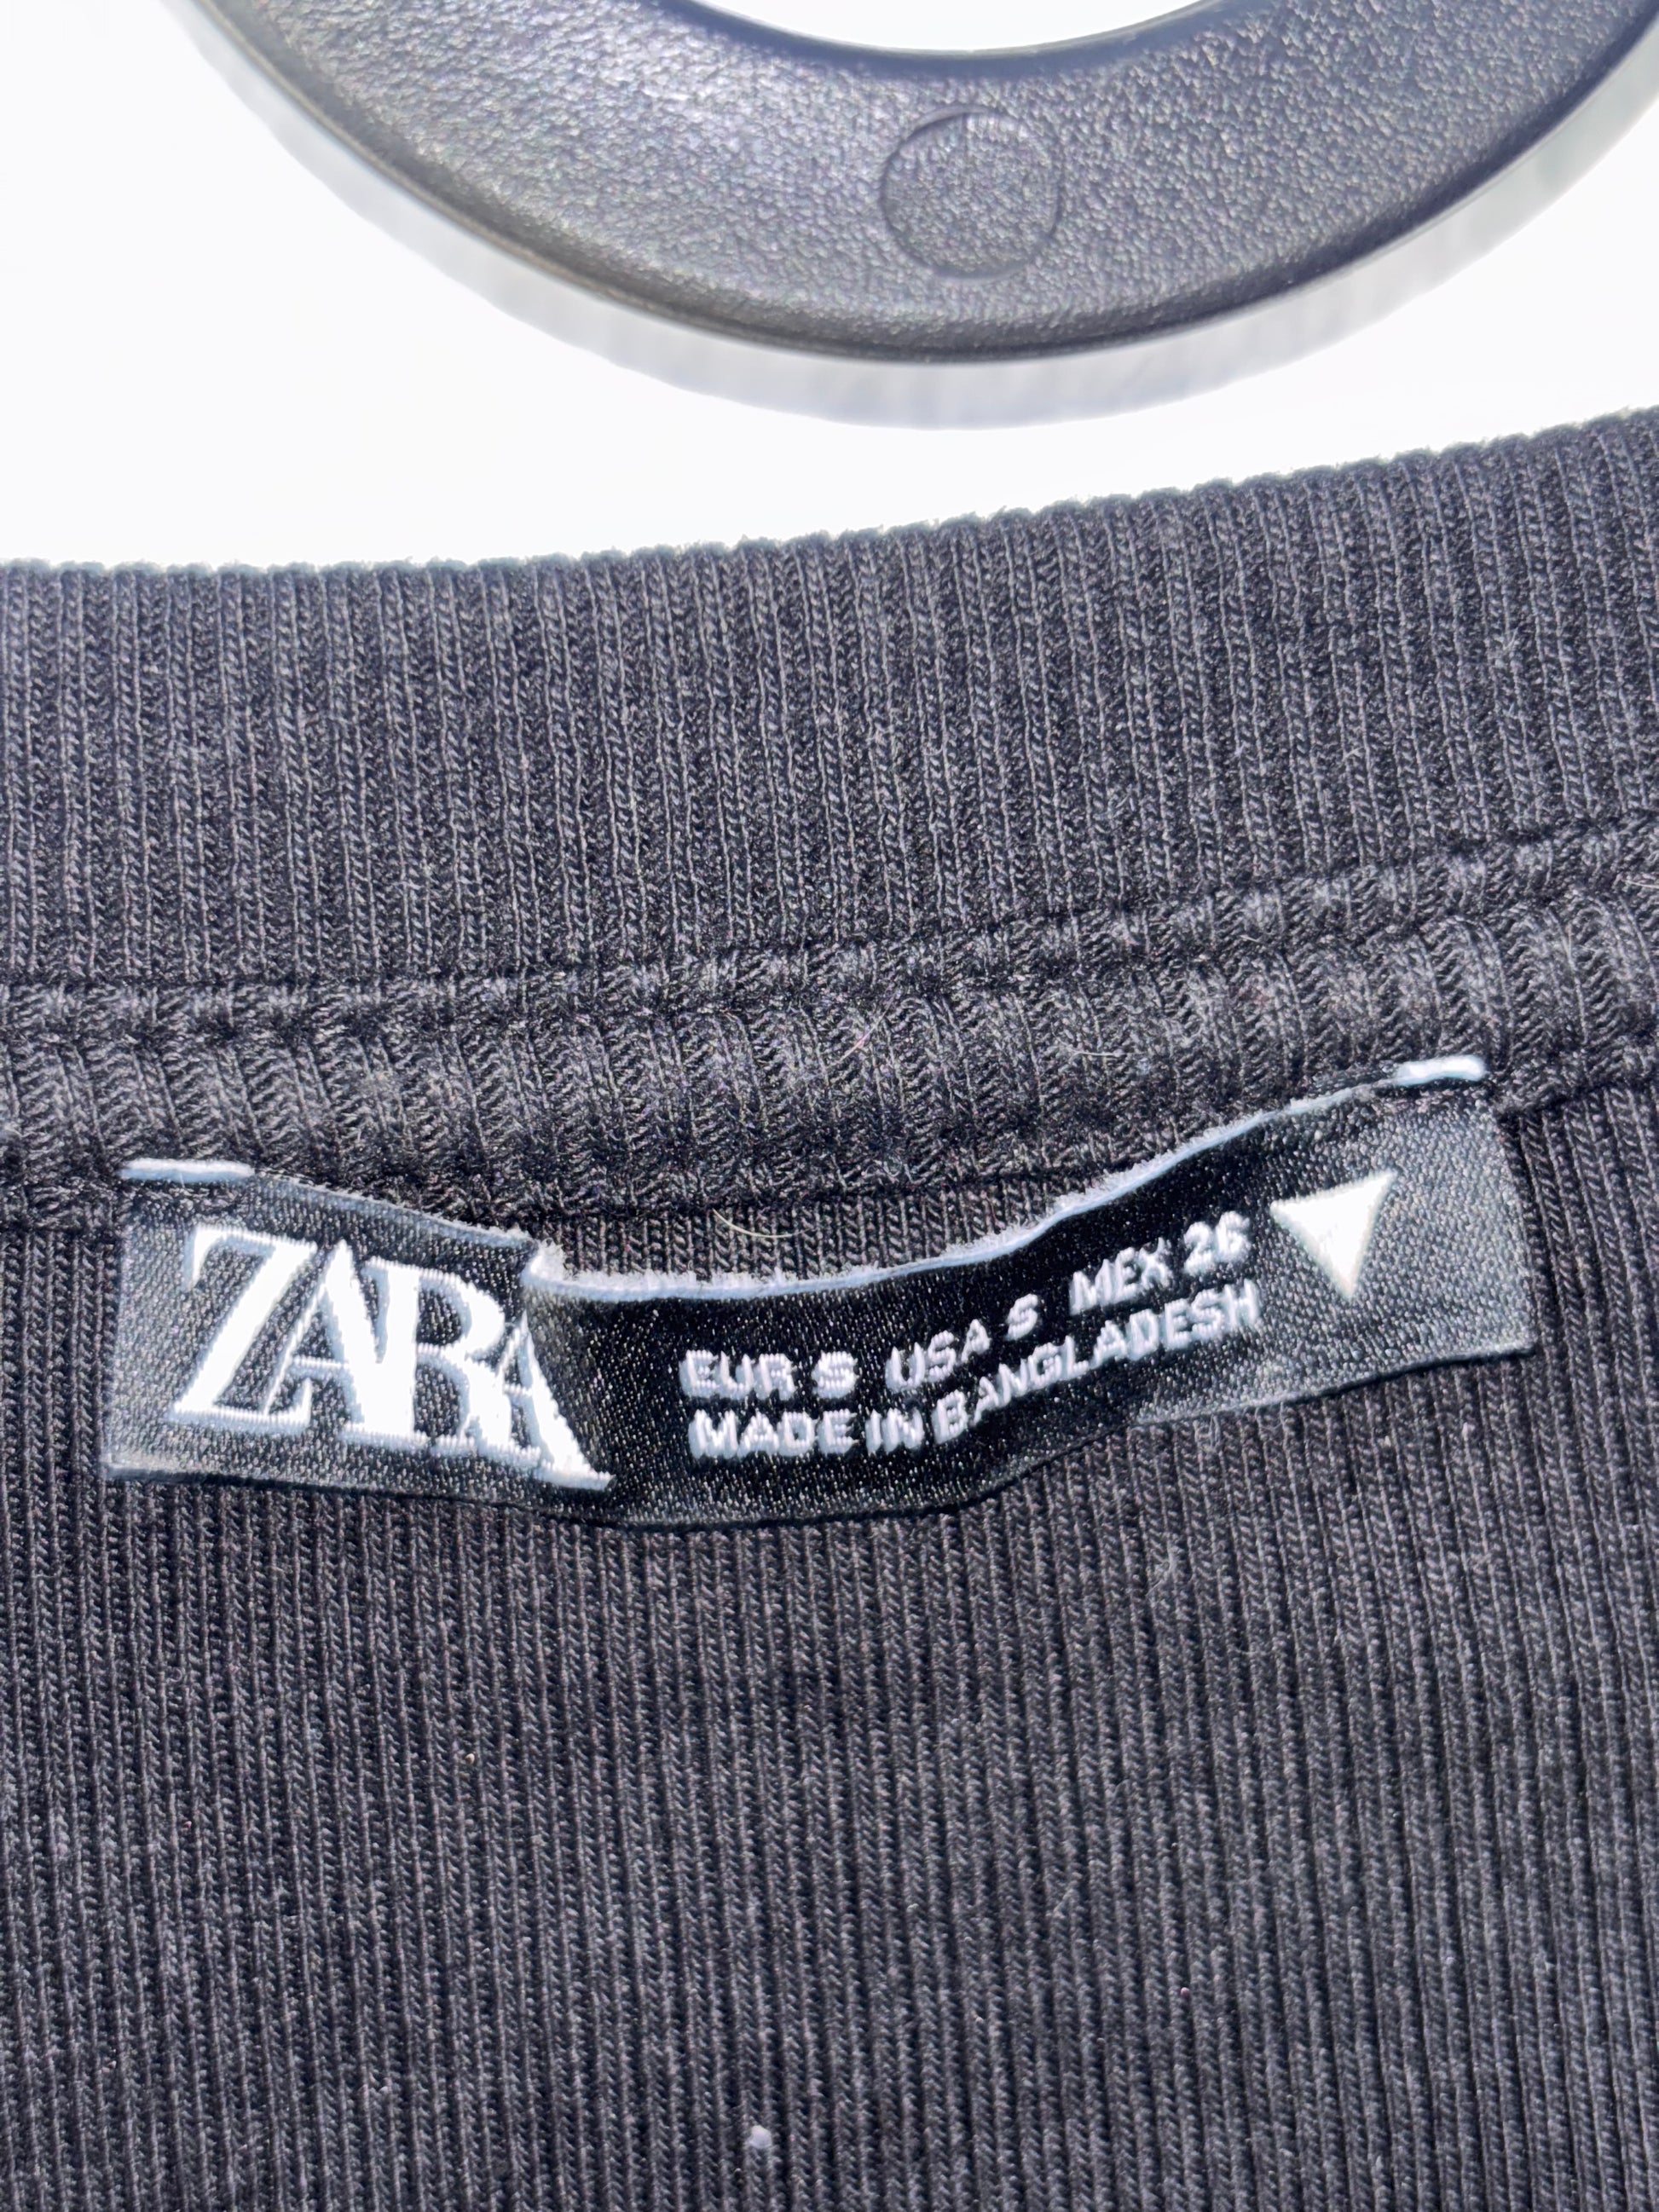 ZARA
EUR S USA S MEX 26
MADE IN BANGLADESH